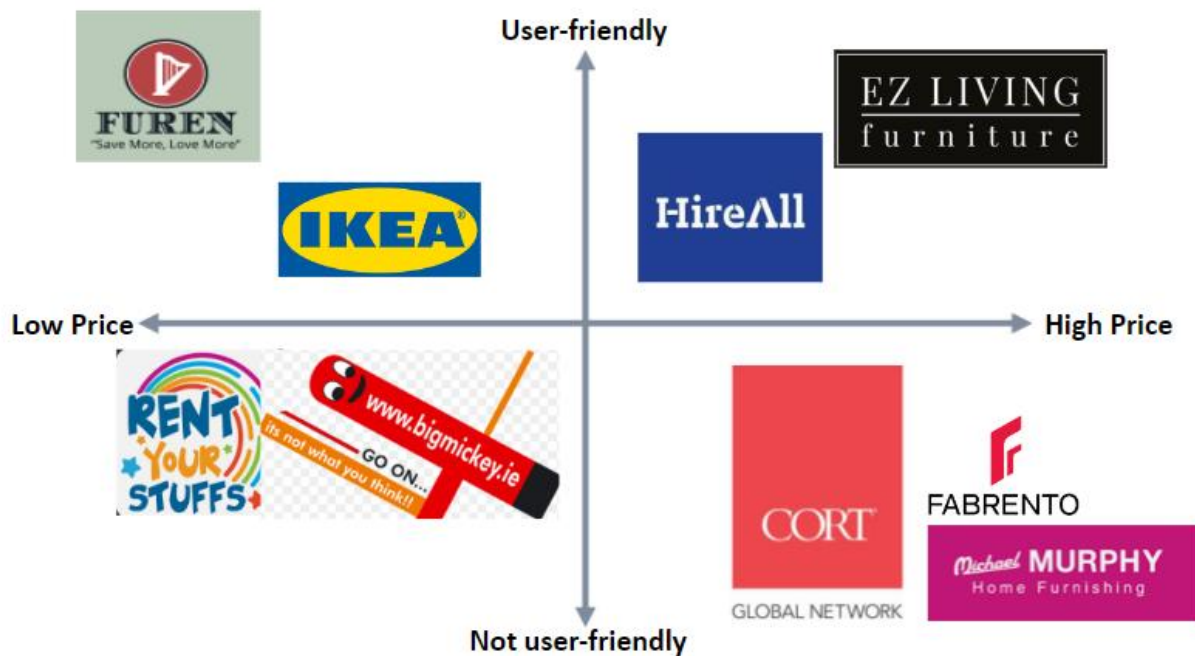 User-friendly
FUREN
"Save More, Love More"
EZ LIVING
furniture
IKEA®
HireAll
Low Price
High Price
RENT
YOUR
STUFFS
www.bigmickey.ie
GO ON...
its not what you think!!
CORT
GLOBAL NETWORK
FABRENTO
Michael MURPHY
Home Furnishing
Not user-friendly